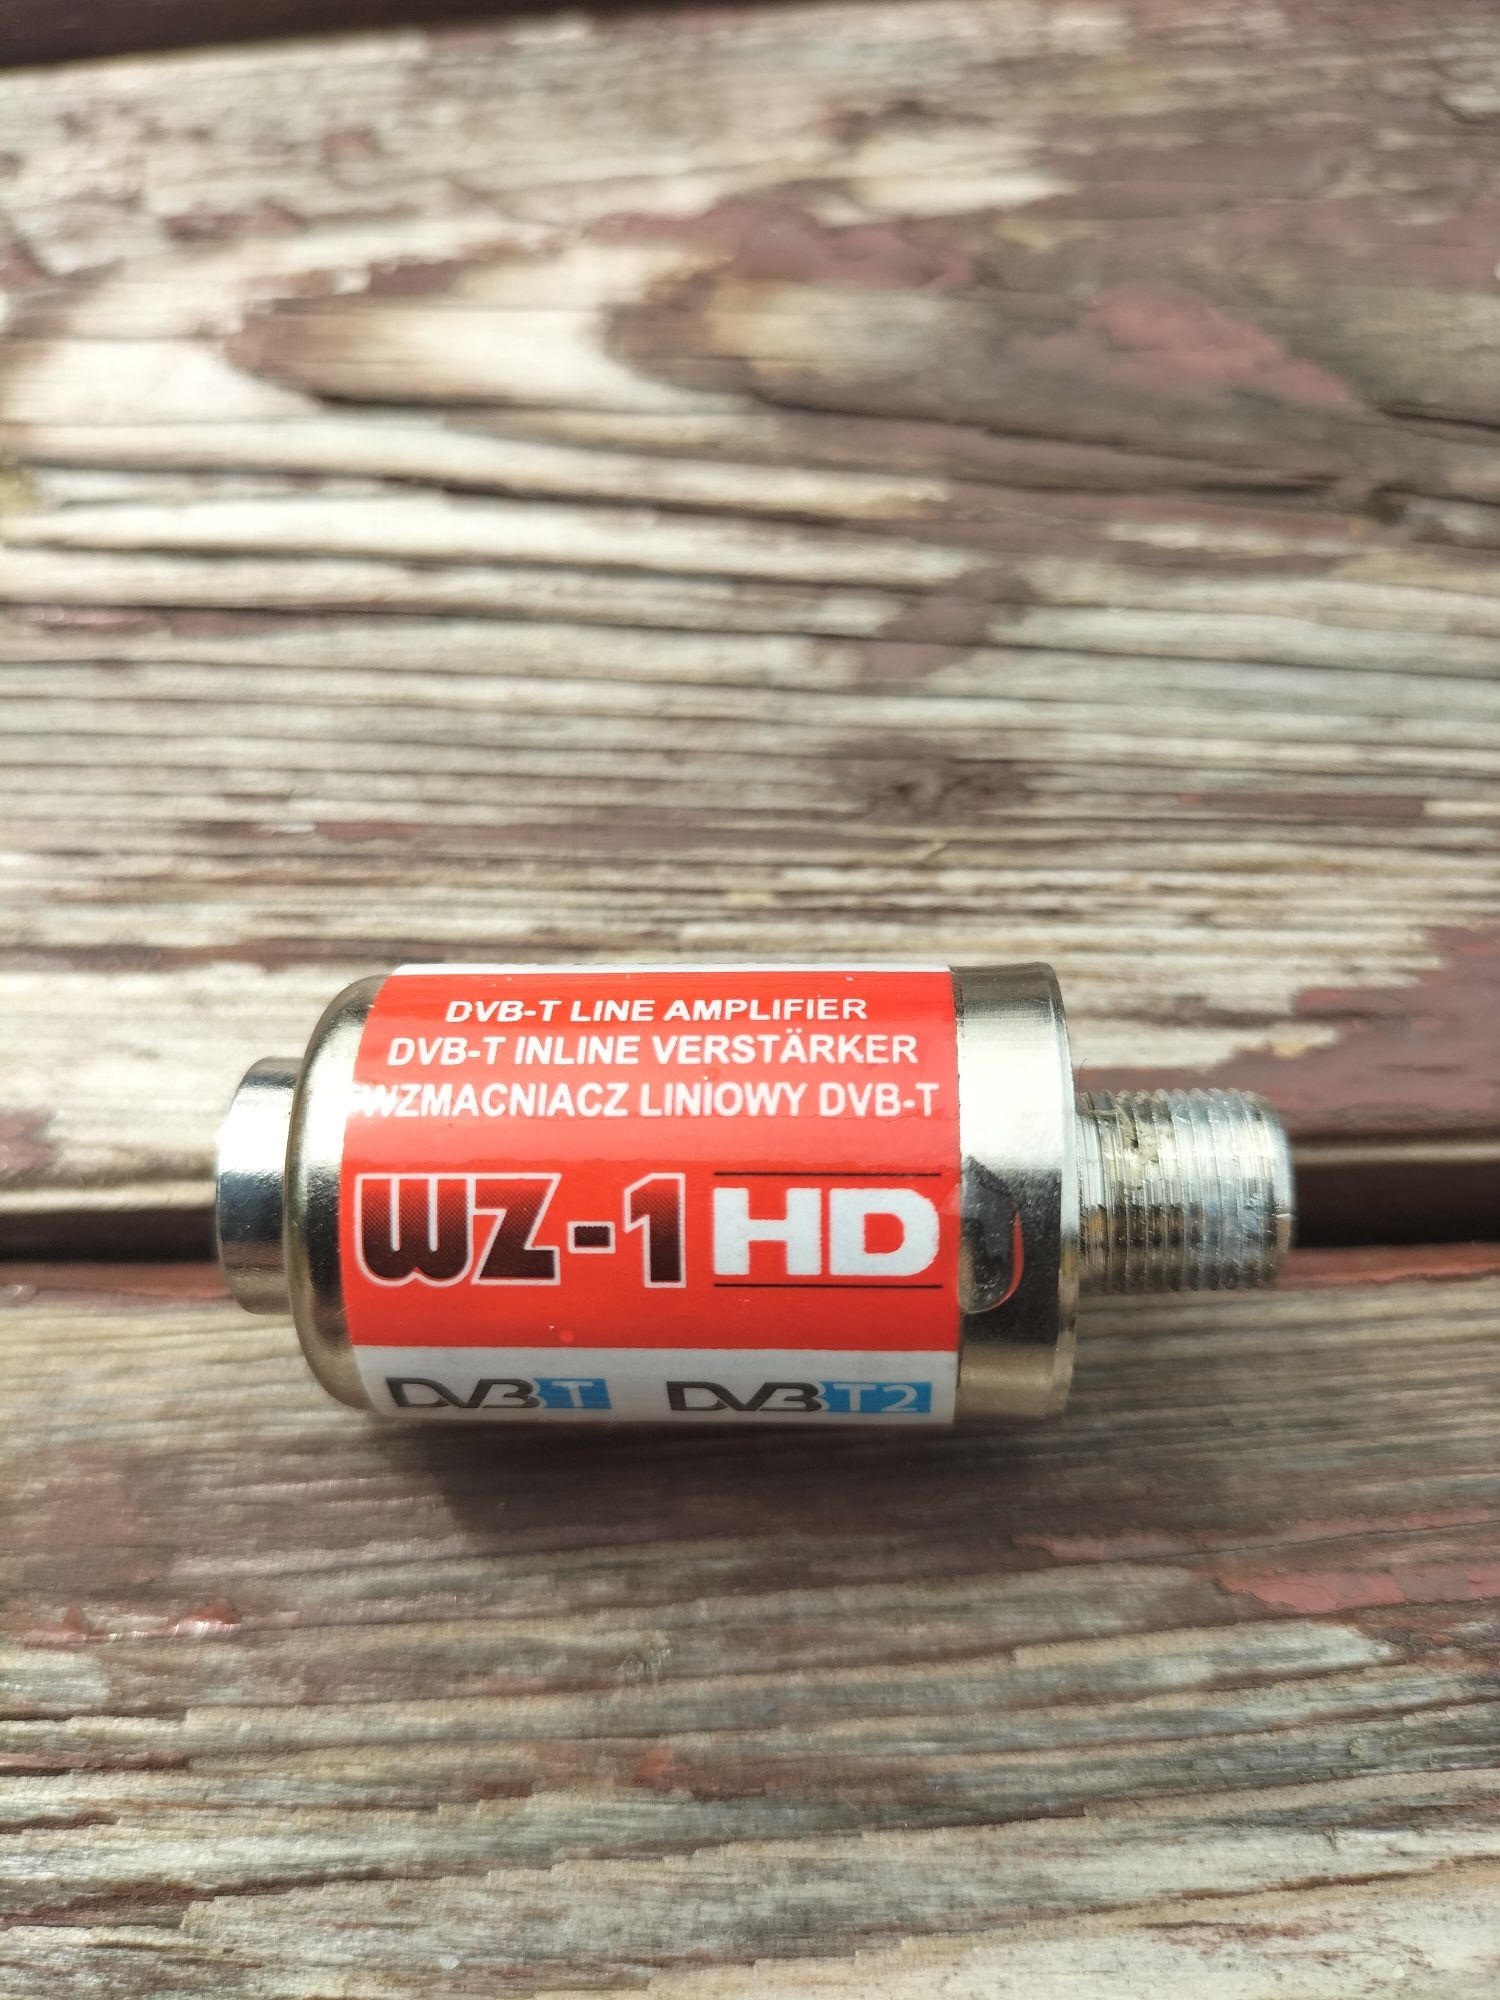 DVB-T LINE AMPLIFIER
DVB-T INLINE VERSTÄRKER
WZMACNIACZ LINIOWY DVB-T
WZ-1 HD
DVB T DVB T2